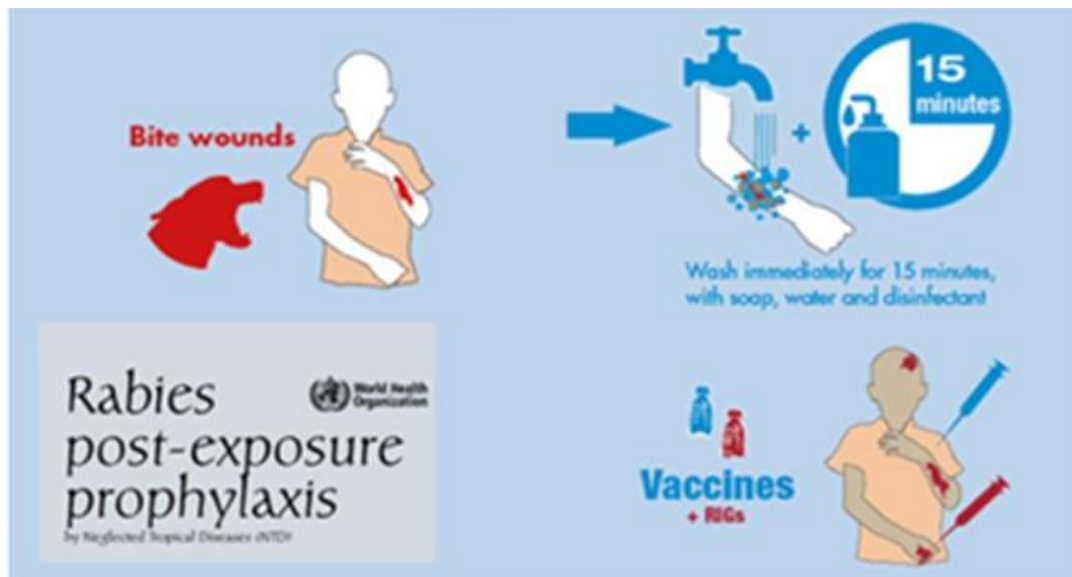 Bite wounds
15
minutes
Wash immediately for 15 minutes,
with soap, water and disinfectant
Rabies
post-exposure
prophylaxis
by Neglected Tropical Diseases (NTD)
World Health
Organization
Vaccines
+ RIGs